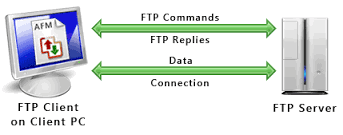 AFM
FTP Commands
FTP Replies
Data
Connection
FTP Client
on Client PC
FTP Server